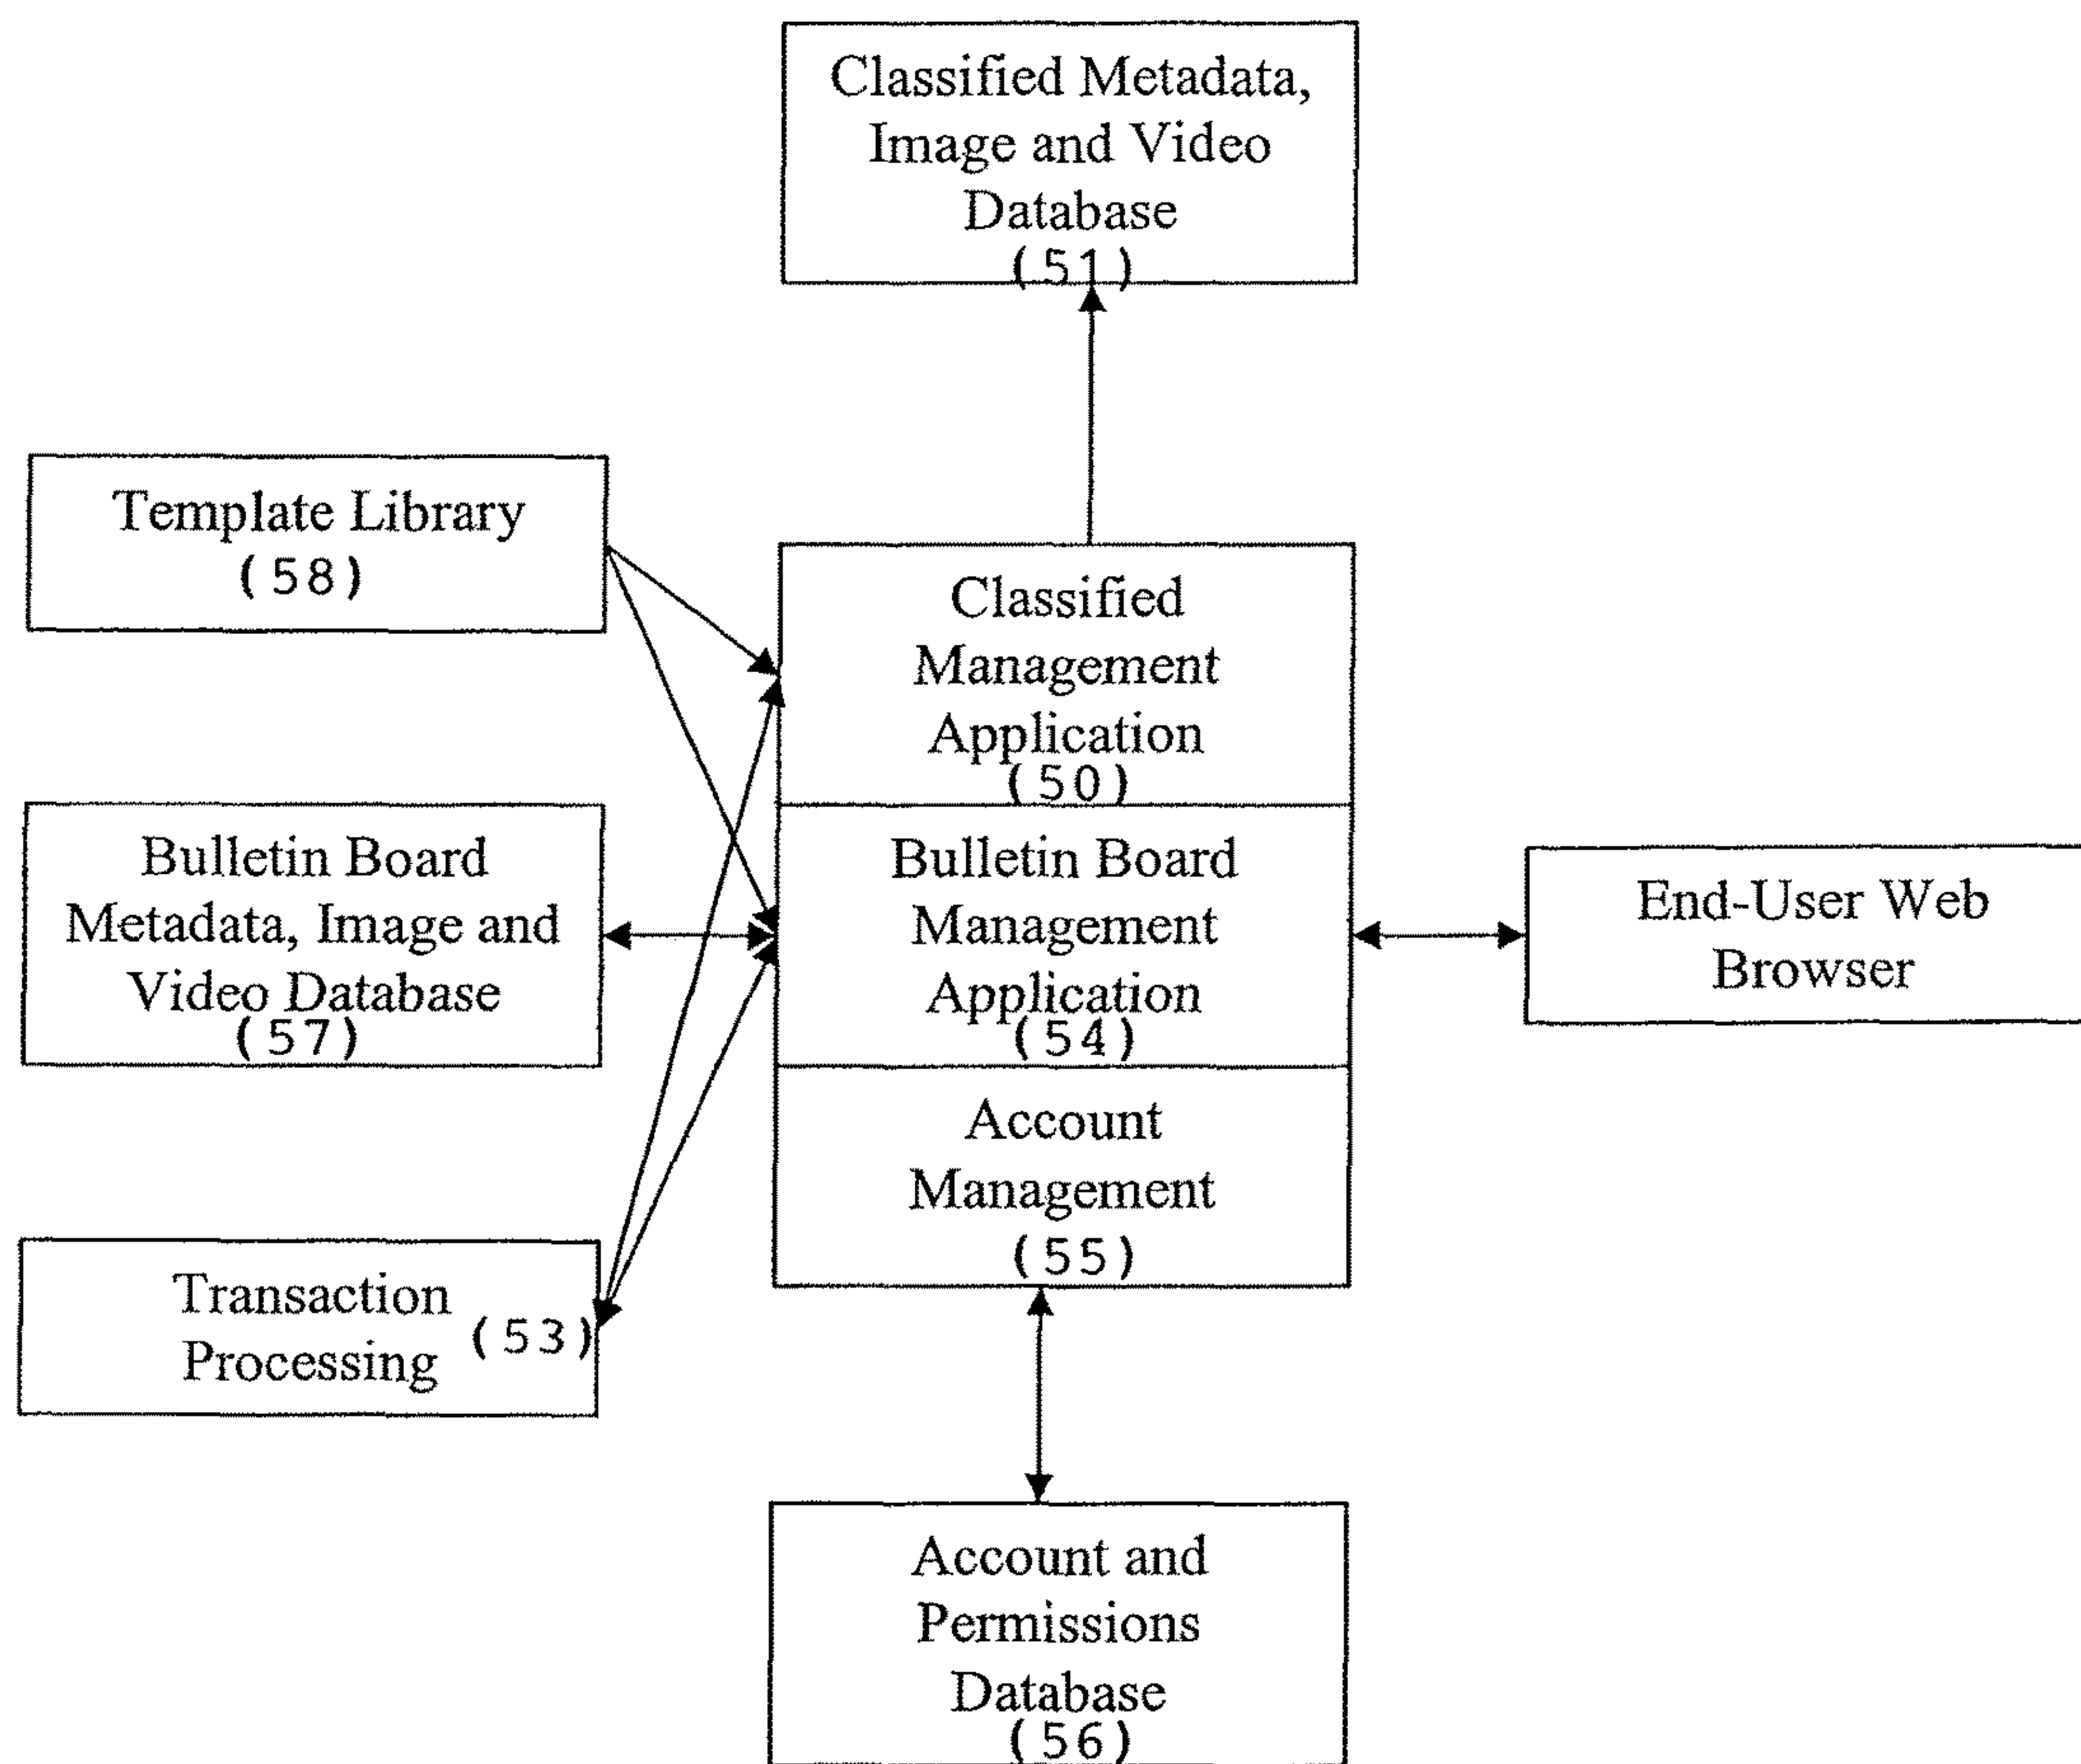 Classified Metadata,
Image and Video
Database
(51)
Template Library
(58)
Classified
Management
Application
(50)
Bulletin Board
Metadata, Image and
Video Database
(57)
Bulletin Board
Management
Application
(54)
End-User Web
Browser
Account
Management
(55)
Transaction
Processing
(53)
Account and
Permissions
Database
(56)